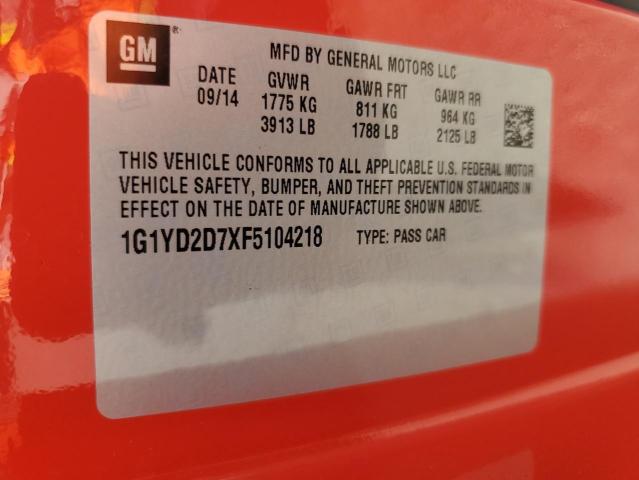 GM
MFD BY GENERAL MOTORS LLC
DATE GVWR GAWR FRT GAWR RR
09/14 1775 KG 811 KG 964 KG
3913 LB 1788 LB 2125 LB
THIS VEHICLE CONFORMS TO ALL APPLICABLE U.S. FEDERAL MOTOR
VEHICLE SAFETY, BUMPER, AND THEFT PREVENTION STANDARDS IN
EFFECT ON THE DATE OF MANUFACTURE SHOWN ABOVE.
1G1YD2D7XF5104218 TYPE: PASS CAR